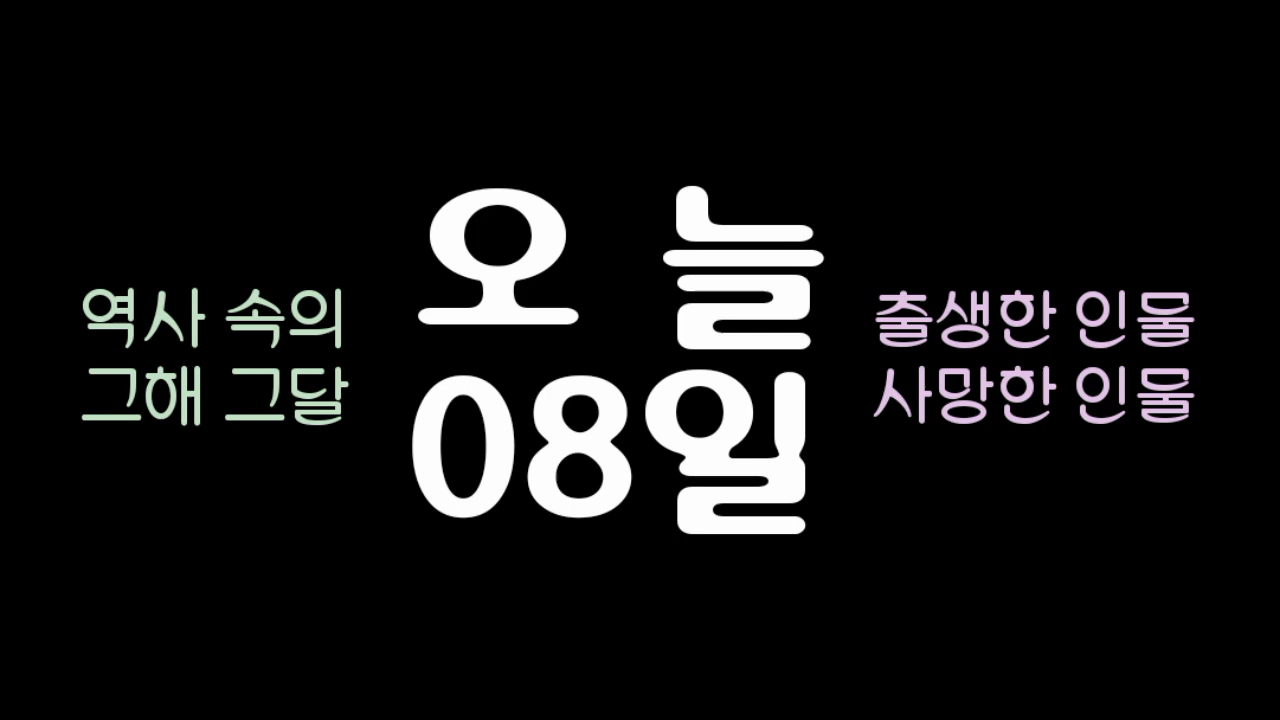 역사 속의
그해 그달
오 늘
08일
출생한 인물
사망한 인물